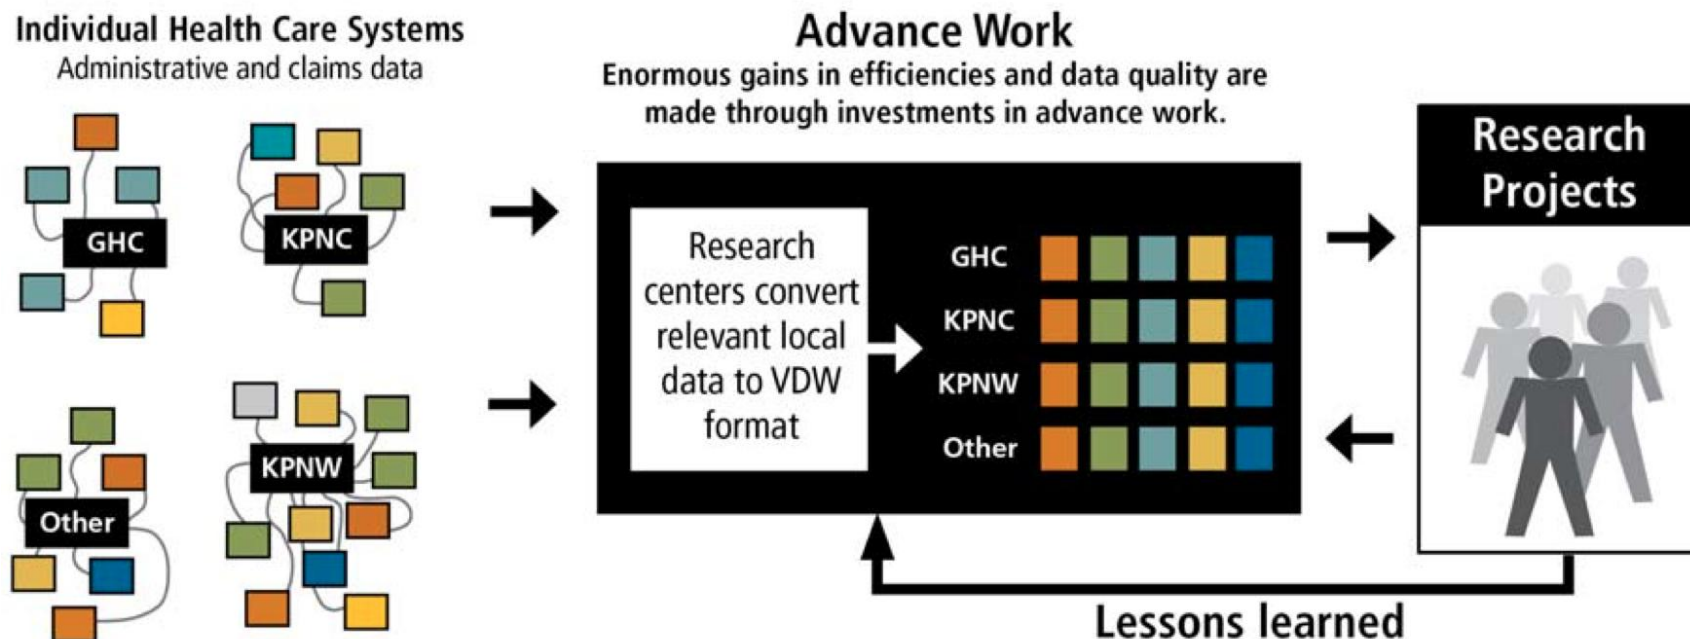 Individual Health Care Systems
Administrative and claims data
GHC
KPNC
Other
KPNW
Advance Work
Enormous gains in efficiencies and data quality are
made through investments in advance work.
Research
centers convert
relevant local
data to VDW
format
GHC
KPNC
KPNW
Other
Research
Projects
Lessons learned